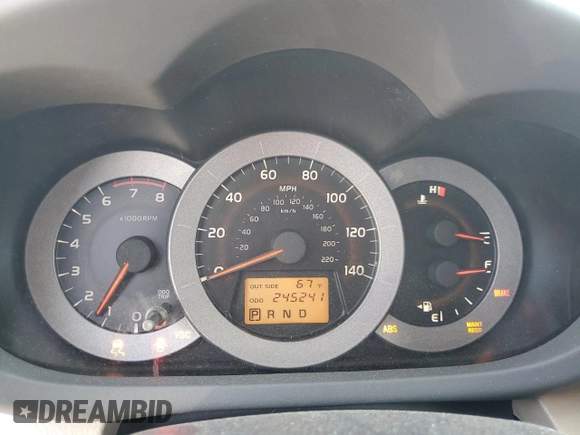 5 6 7 8
4
3
2
1
0
x1000RPM
ODO
TRIP
VSC
0 20 40 60 80 100 120 140
MPH
20 40 60 80 100 120 140 160 180 200 220
km/h
OUT SIDE 67 °F
ODO 245241
P R N D
H
C
F
E
BRAKE
ABS
MAINT
REQD
DREAMBID